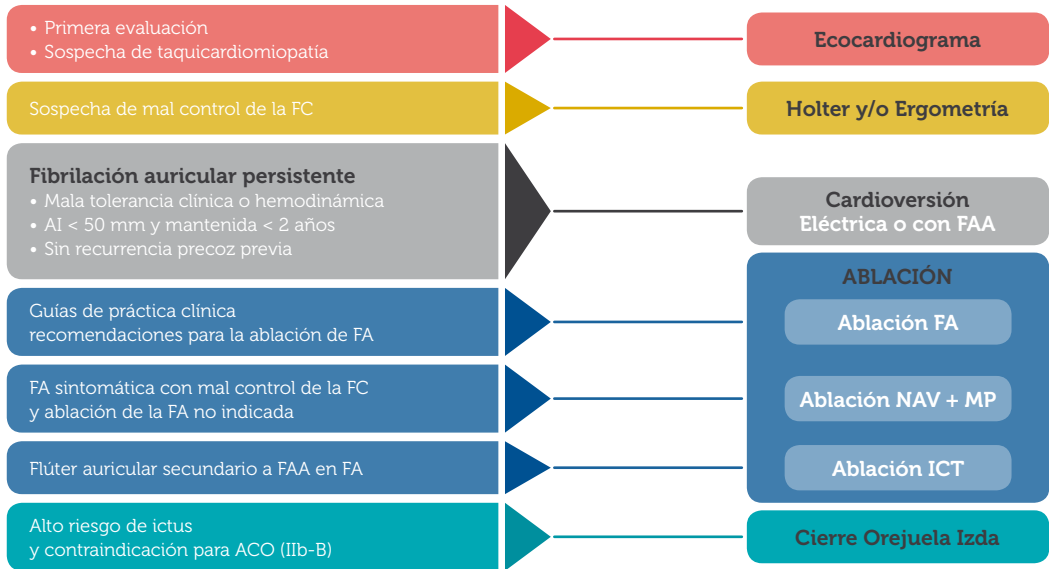 • Primera evaluación
• Sospecha de taquicardiomiopatía
Ecocardiograma
Sospecha de mal control de la FC
Holter y/o Ergometría
Fibrilación auricular persistente
• Mala tolerancia clínica o hemodinámica
• AI < 50 mm y mantenida < 2 años
• Sin recurrencia precoz previa
Cardioversión
Eléctrica o con FAA
ABLACIÓN
Guías de práctica clínica
recomendaciones para la ablación de FA
Ablación FA
FA sintomática con mal control de la FC
y ablación de la FA no indicada
Ablación NAV + MP
Flúter auricular secundario a FAA en FA
Ablación ICT
Alto riesgo de ictus
y contraindicación para ACO (IIb-B)
Cierre Orejuela Izda